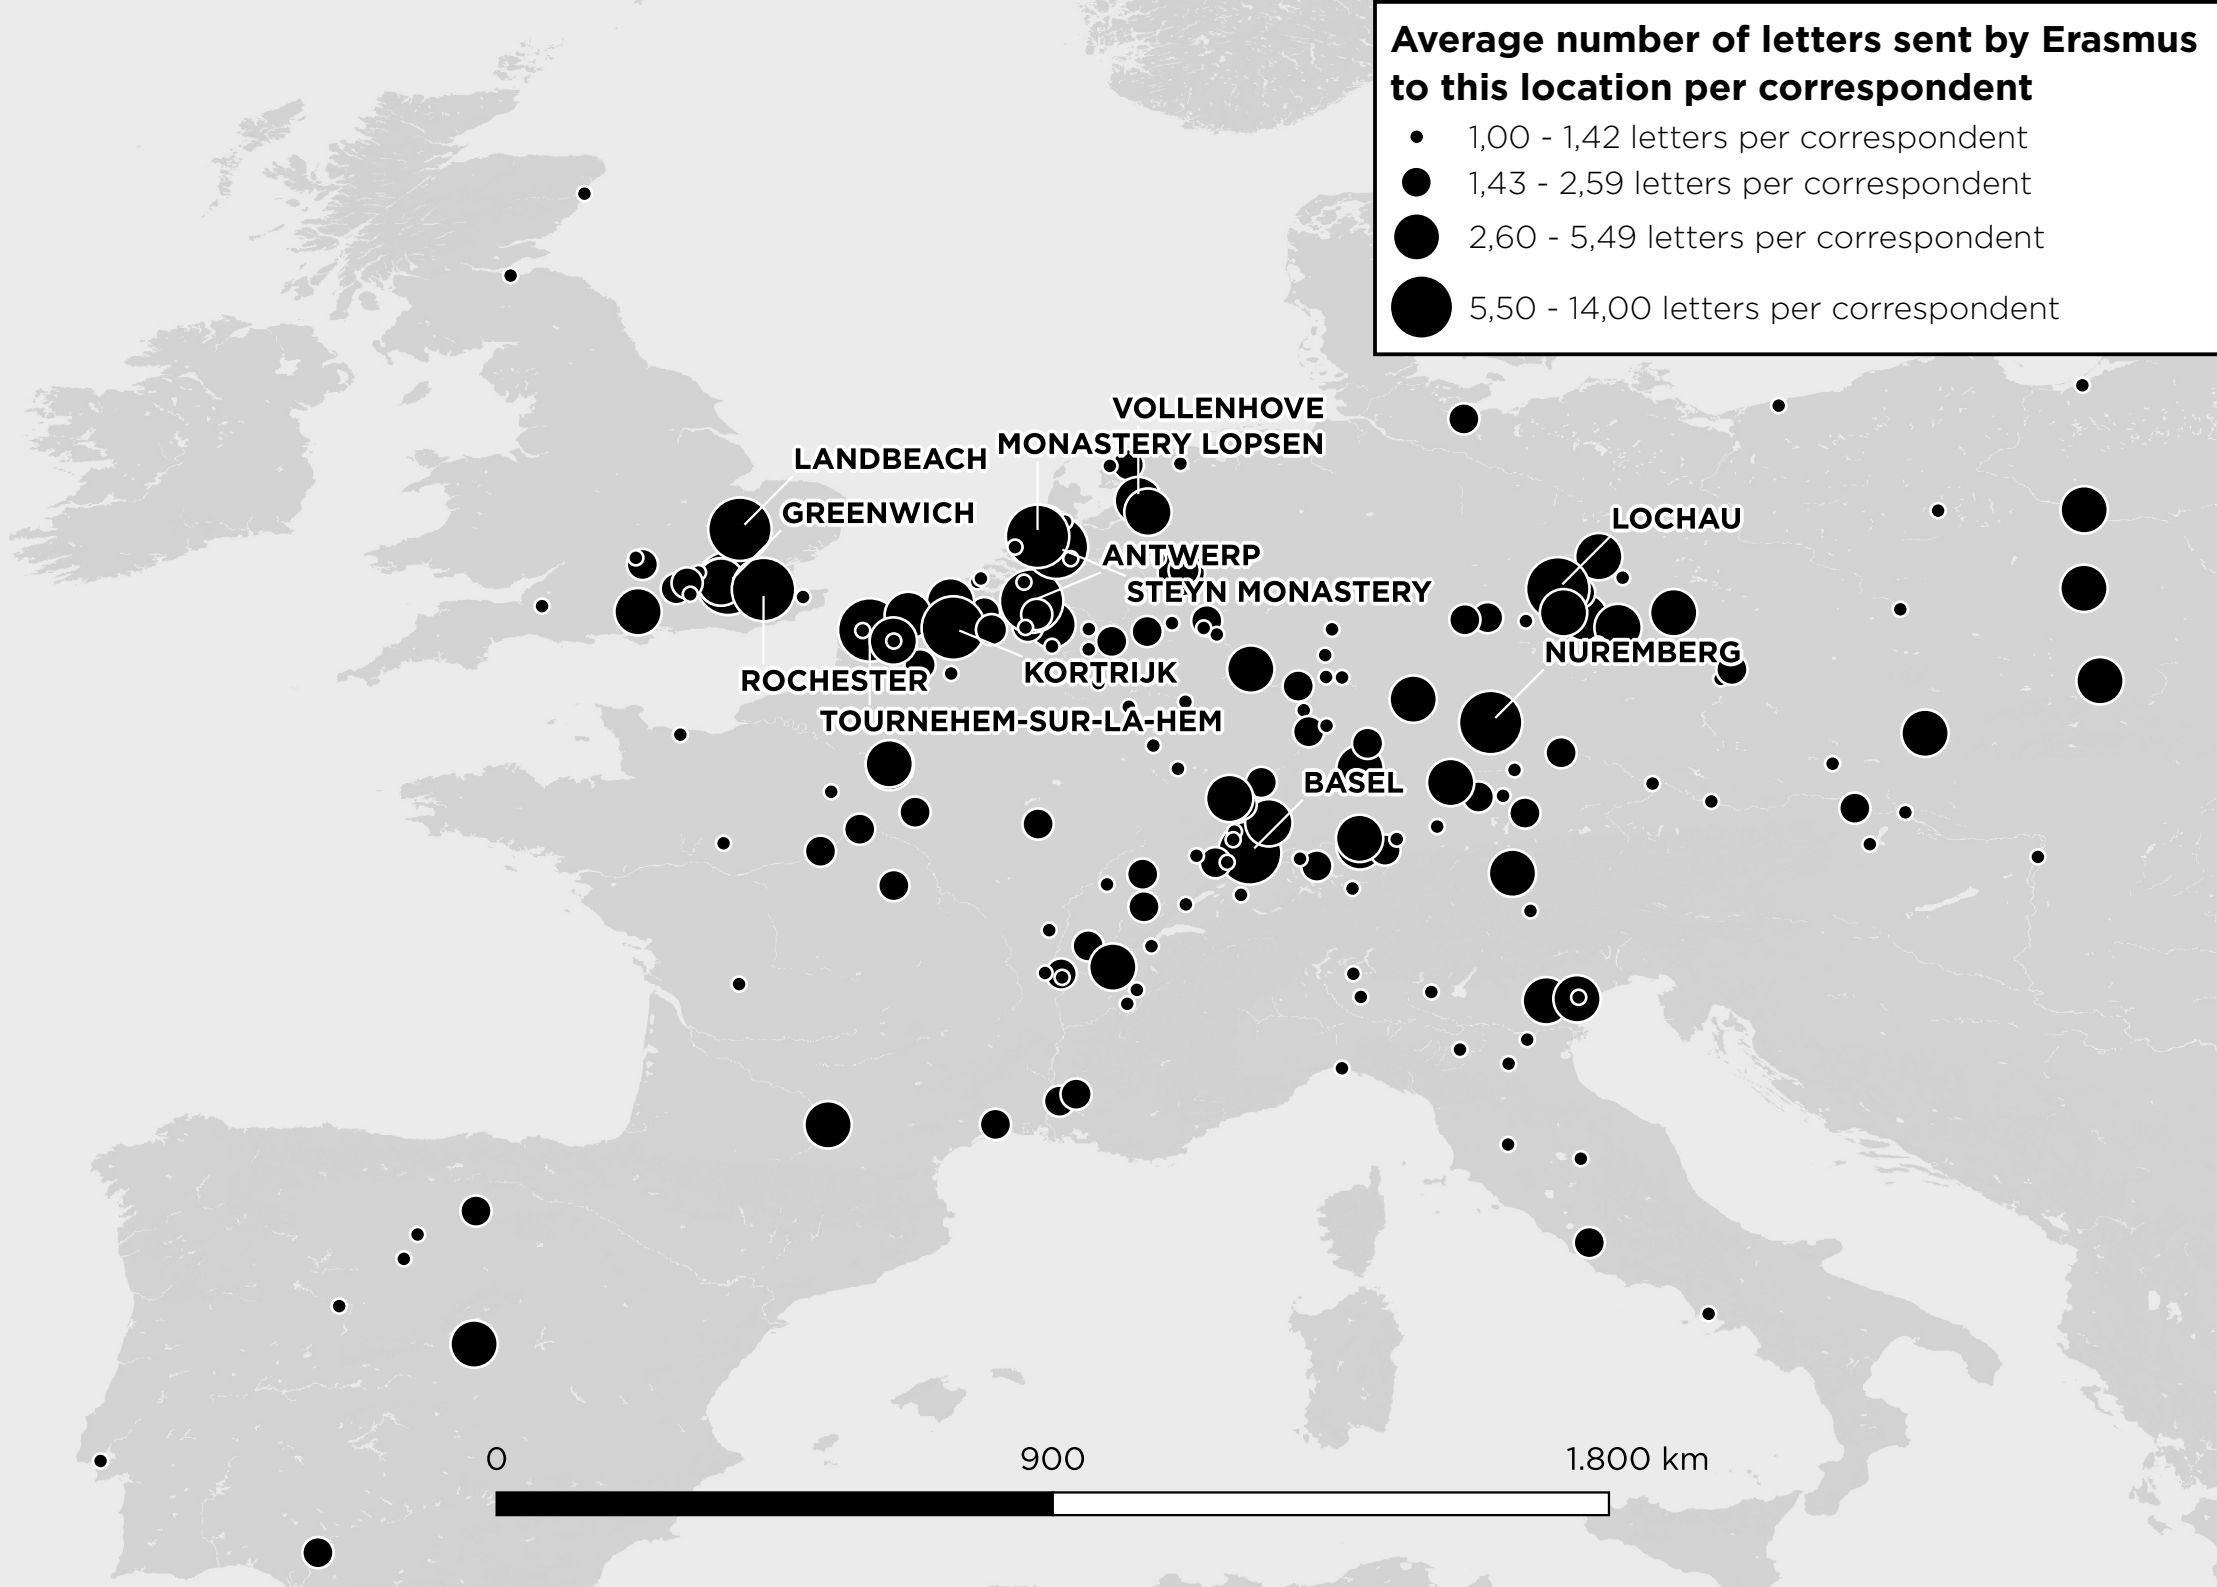 Average number of letters sent by Erasmus
to this location per correspondent
1,00 - 1,42 letters per correspondent
1,43 - 2,59 letters per correspondent
2,60 - 5,49 letters per correspondent
5,50 - 14,00 letters per correspondent
VOLLENHOVE
MONASTERY LOPSEN
LANDBEACH
GREENWICH
LOCHAU
ANTWERP
STEYN MONASTERY
NUREMBERG
KORTRIJK
ROCHESTER
TOURNEHEM-SUR-LA-HEM
BASEL
0 900 1.800 km